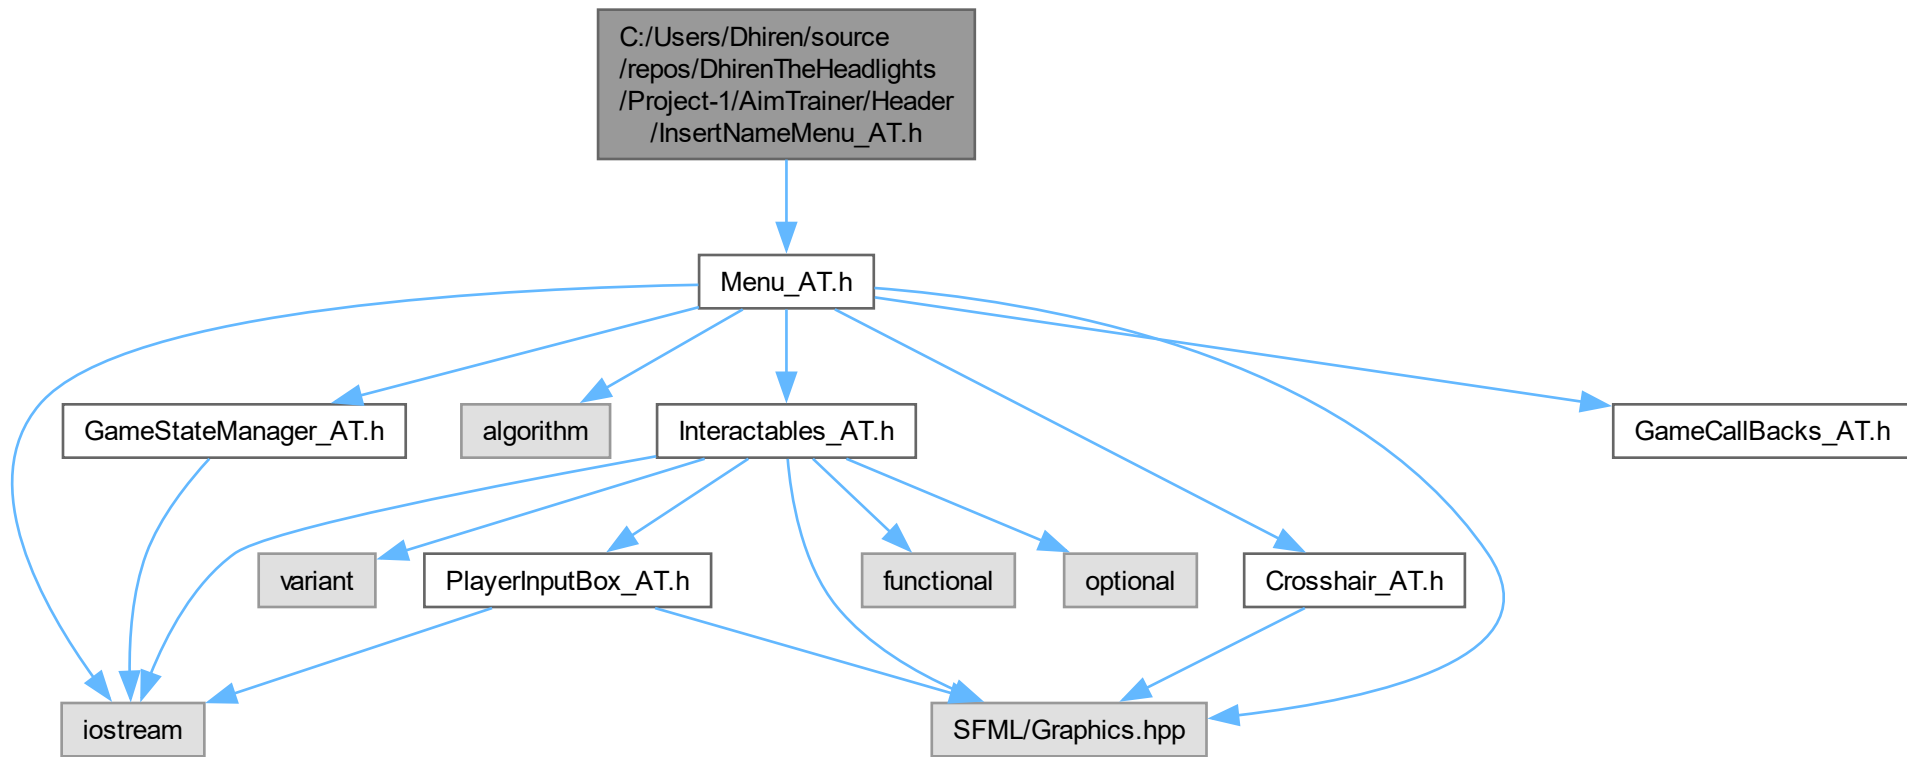 C:/Users/Dhiren/source
/repos/DhirenTheHeadlights
/Project-1/AimTrainer/Header
/InsertNameMenu_AT.h
Menu_AT.h
GameStateManager_AT.h
algorithm
Interactables_AT.h
GameCallBacks_AT.h
variant
PlayerInputBox_AT.h
functional
optional
Crosshair_AT.h
iostream
SFML/Graphics.hpp